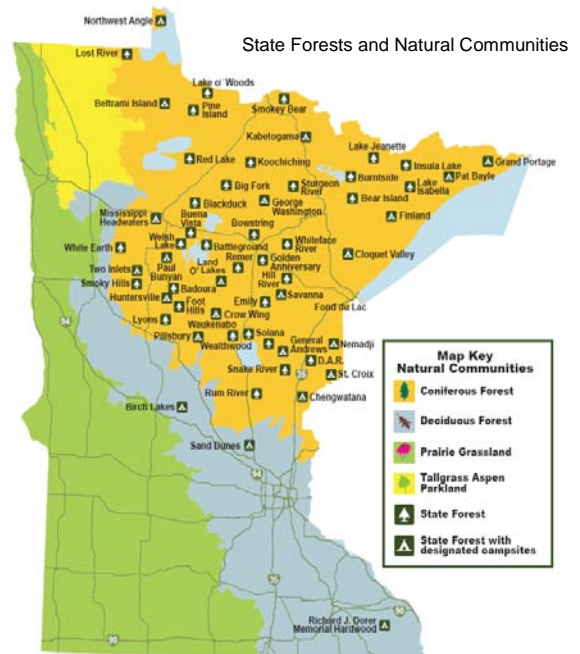 Northwest Angle
State Forests and Natural Communities
Lost River
Lake o' Woods
Beltrami Island
Pine
Island
Smokey Bear
Kabetogama
Lake Jeanette
Red Lake
Koochiching
Insula Lake
Grand Portage
Burntside
Pat Bayle
Big Fork
Sturgeon
River
Lake
Isabella
Bear Island
Blackduck
George
Washington
Finland
Mississippi
Headwaters
Buena
Vista
Bowstring
Welsh
Lake
Whiteface
River
White Earth
Battleground
Cloquet Valley
Remer
Golden
Anniversary
Land
O' Lakes
Two Inlets
Paul
Bunyan
Hill
River
Smoky Hills
Badoura
Savanna
Huntersville
Foot
Hills
Emily
Fond du Lac
Lyons
Crow Wing
Waukenabo
Solana
Pillsbury
Wealthwood
General
Andrews
Nemadji
D.A.R.
Snake River
35
St. Croix
Rum River
Chengwatana
Birch Lakes
Sand Dunes
94
94
35
90
90
Richard J. Dorer
Memorial Hardwood
Map Key
Natural Communities
Coniferous Forest
Deciduous Forest
Prairie Grassland
Tallgrass Aspen
Parkland
State Forest
State Forest with
designated campsites